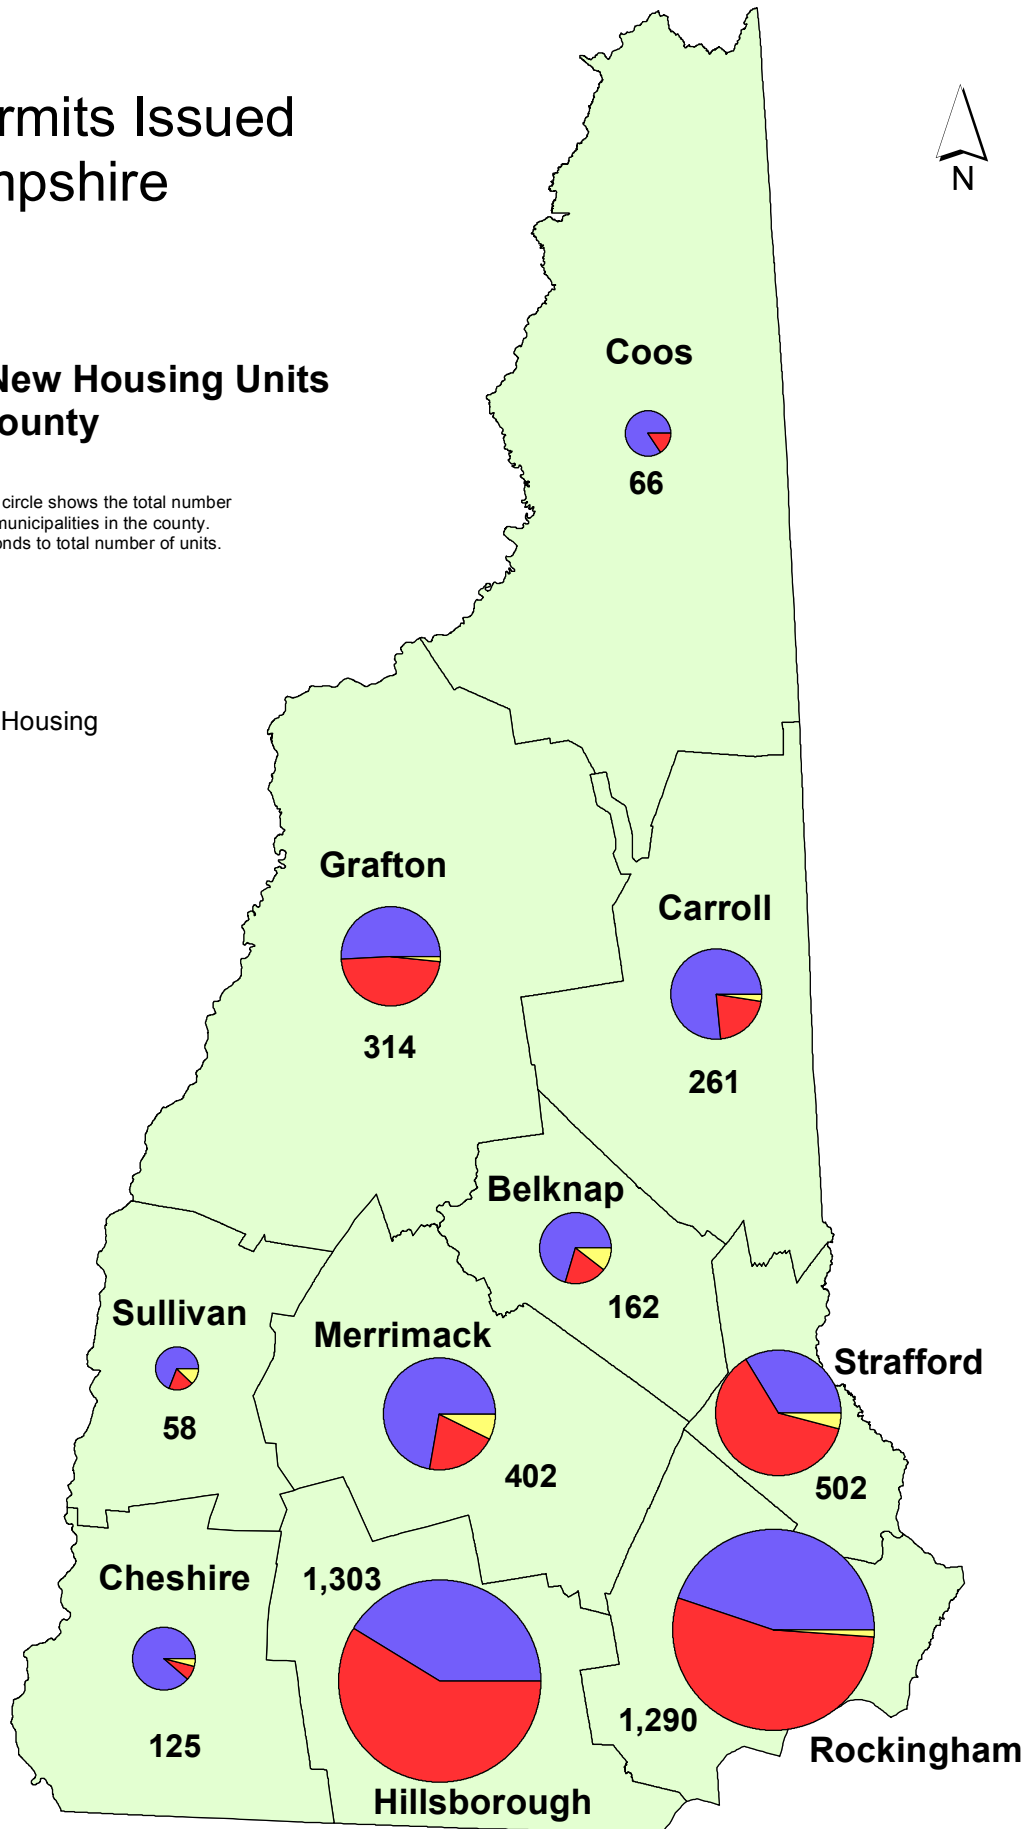 rmits Issued
mpshire
N
New Housing Units
ounty
circle shows the total number
municipalities in the county.
onds to total number of units.
Housing
Coos
66
Grafton
314
Carroll
261
Belknap
162
Sullivan
58
Merrimack
402
Strafford
502
Cheshire
125
1,303
Hillsborough
1,290
Rockingham